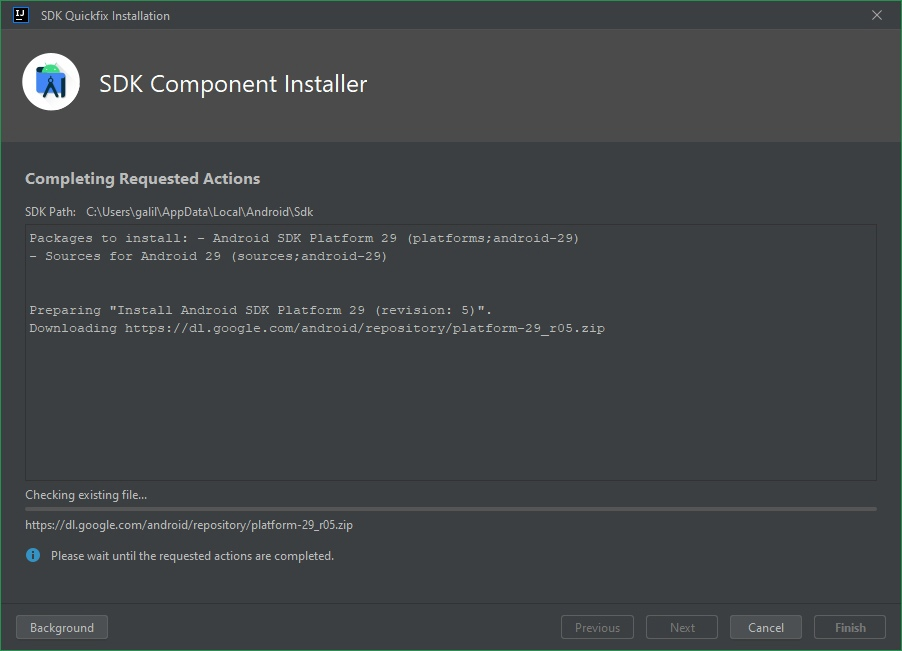 IJ
SDK Quickfix Installation
SDK Component Installer
Completing Requested Actions
SDK Path: C:\Users\galil\AppData\Local\Android\Sdk
Packages to install: - Android SDK Platform 29 (platforms;android-29)
- Sources for Android 29 (sources;android-29)
Preparing "Install Android SDK Platform 29 (revision: 5)".
Downloading https://dl.google.com/android/repository/platform-29_r05.zip
Checking existing file...
https://dl.google.com/android/repository/platform-29_r05.zip
Please wait until the requested actions are completed.
Background Previous Next Cancel Finish